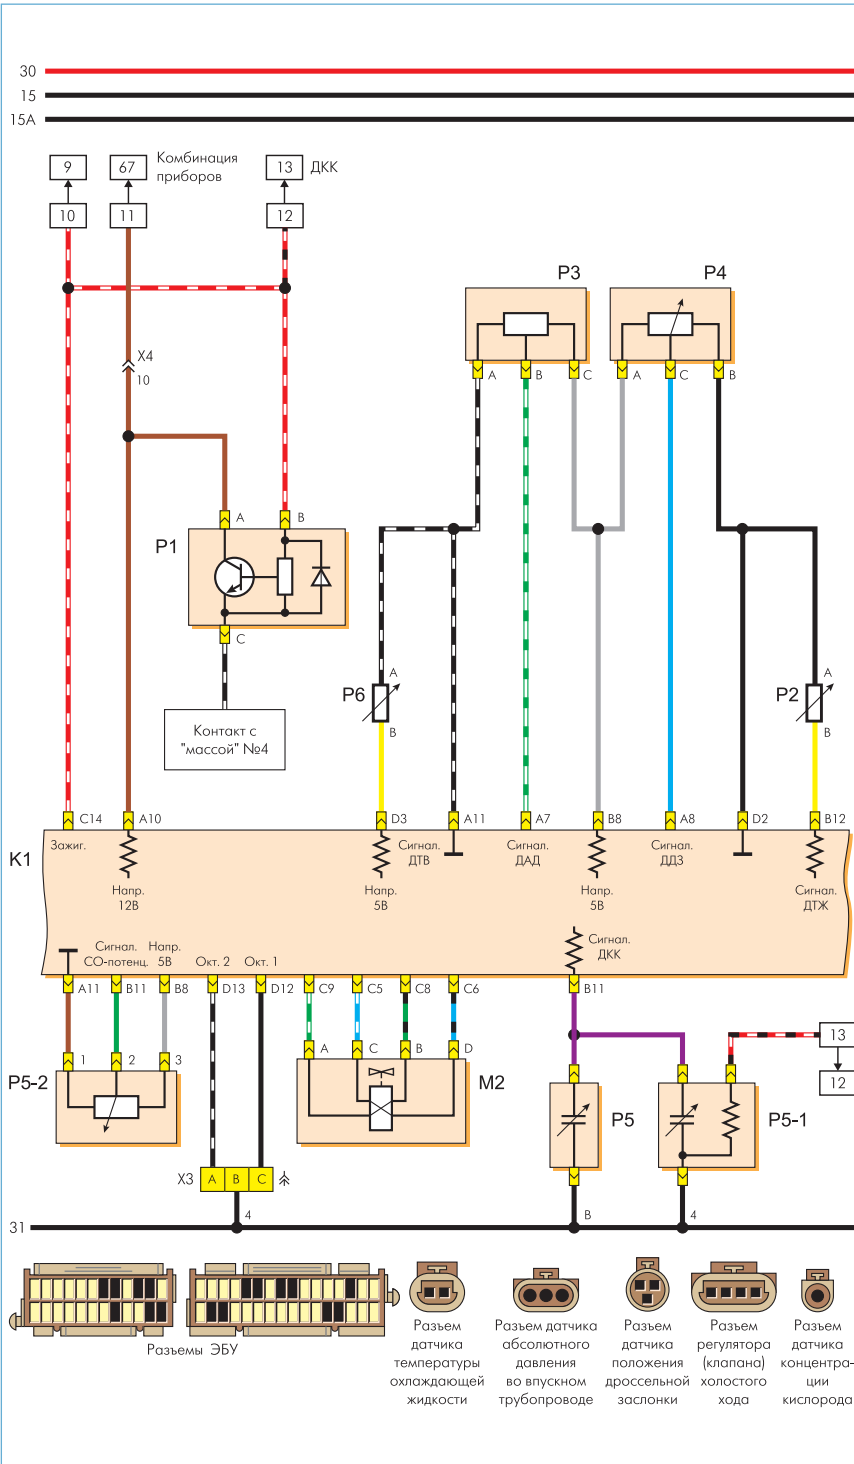 30
15
15А
9
67
Комбинация
приборов
13
ДКК
10
11
12
P3
P4
X4
10
A
B
C
A
C
B
A
B
P1
C
A
P6
B
A
P2
B
Контакт с
"массой" №4
C14
A10
D3
A11
A7
B8
A8
D2
B12
K1
Зажиг.
Напр.
12В
Напр.
5В
Сигнал.
ДТВ
Сигнал.
ДАД
Напр.
5В
Сигнал.
ДДЗ
Сигнал.
ДТЖ
Сигнал.
СО-потенц.
Напр.
5В
Окт. 2
Окт. 1
Сигнал.
ДКК
A11
B11
B8
D13
D12
C9
C5
C8
C6
B11
1
2
3
A
C
B
D
13
12
P5-2
M2
P5
P5-1
X3
A
B
C
4
B
4
31
Разъемы ЭБУ
Разъем
датчика
температуры
охлаждающей
жидкости
Разъем датчика
абсолютного
давления
во впускном
трубопроводе
Разъем
датчика
положения
дроссельной
заслонки
Разъем
регулятора
(клапана)
холостого
хода
Разъем
датчика
концентра-
ции
кислорода